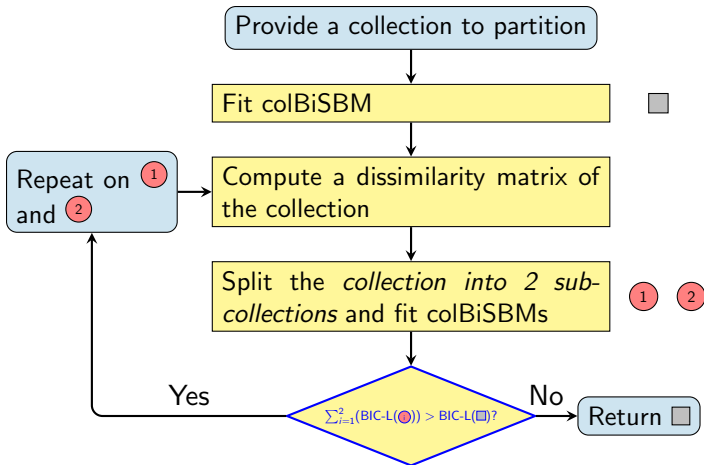 Provide a collection to partition
Fit colBiSBM
Repeat on 1
and 2
Compute a dissimilarity matrix of
the collection
Split the collection into 2 sub-
collections and fit colBiSBMs
1 2
Yes
∑²ᵢ₌₁(BIC-L(i)) > BIC-L(■)?
No
Return